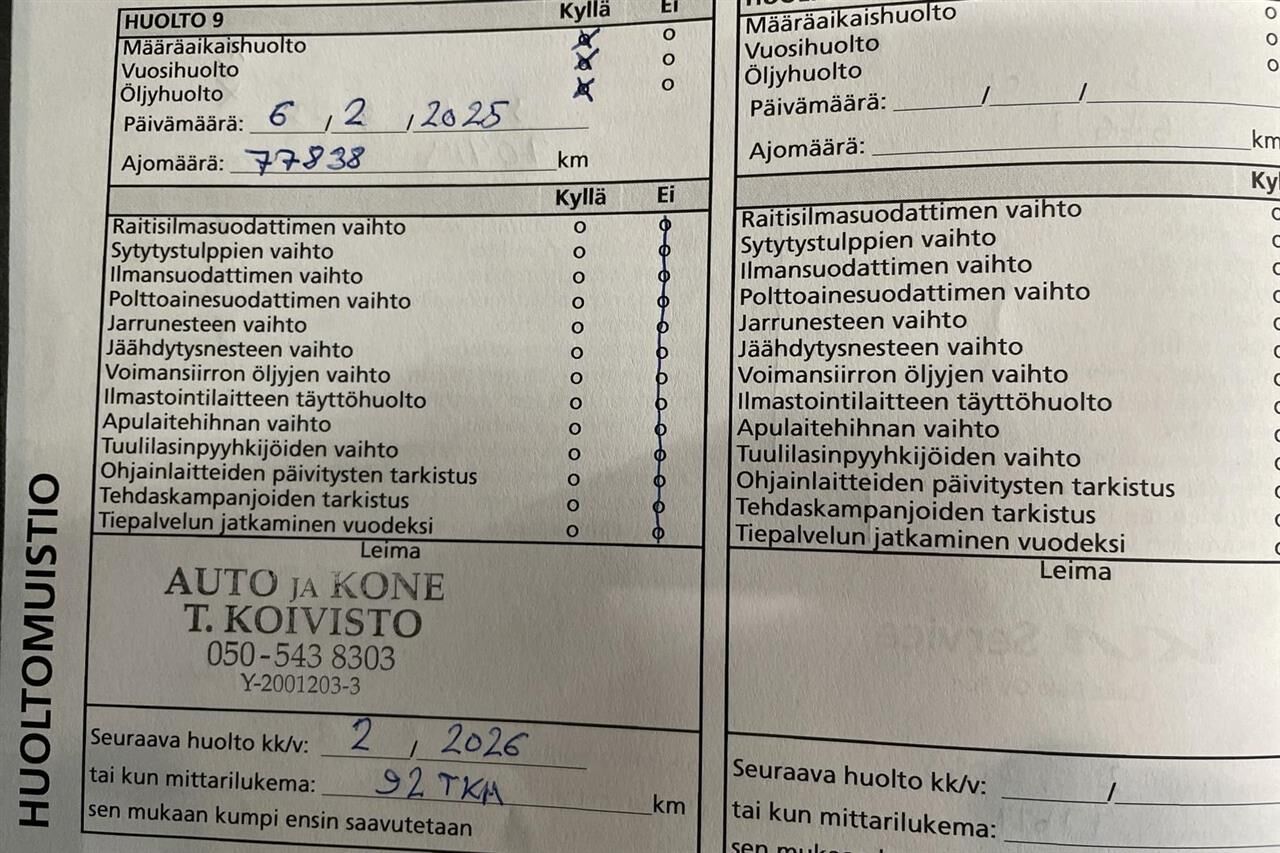 HUOLTO 9 Kyllä Ei
Määräaikaishuolto o
Vuosihuolto o
Öljyhuolto o
Päivämäärä: 6 / 2 / 2025
Ajomäärä: 77838 km
Kyllä Ei
Raitisilmasuodattimen vaihto o o
Sytytystulppien vaihto o o
Ilmansuodattimen vaihto o o
Polttoainesuodattimen vaihto o o
Jarrunesteen vaihto o o
Jäähdytysnesteen vaihto o o
Voimansiirron öljyjen vaihto o o
Ilmastointilaitteen täyttöhuolto o o
Apulaitehihnan vaihto o o
Tuulilasinpyyhkijöiden vaihto o o
Ohjainlaitteiden päivitysten tarkistus o o
Tehdaskampanjoiden tarkistus o o
Tiepalvelun jatkaminen vuodeksi o o
Leima
AUTO JA KONE
T. KOIVISTO
050-543 8303
Y-2001203-3
Seuraava huolto kk/v: 2 / 2026
tai kun mittarilukema: 92 TKM km
sen mukaan kumpi ensin saavutetaan
HUOLTOMUISTIO
Määräaikaishuolto o
Vuosihuolto o
Öljyhuolto o
Päivämäärä: / /
Ajomäärä: km
Raitisilmasuodattimen vaihto
Sytytystulppien vaihto
Ilmansuodattimen vaihto
Polttoainesuodattimen vaihto
Jarrunesteen vaihto
Jäähdytysnesteen vaihto
Voimansiirron öljyjen vaihto
Ilmastointilaitteen täyttöhuolto
Apulaitehihnan vaihto
Tuulilasinpyyhkijöiden vaihto
Ohjainlaitteiden päivitysten tarkistus
Tehdaskampanjoiden tarkistus
Tiepalvelun jatkaminen vuodeksi
Leima
Seuraava huolto kk/v: /
tai kun mittarilukema:
sen